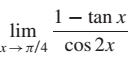 lim x→π/4 (1 − tan x)/(cos 2x)